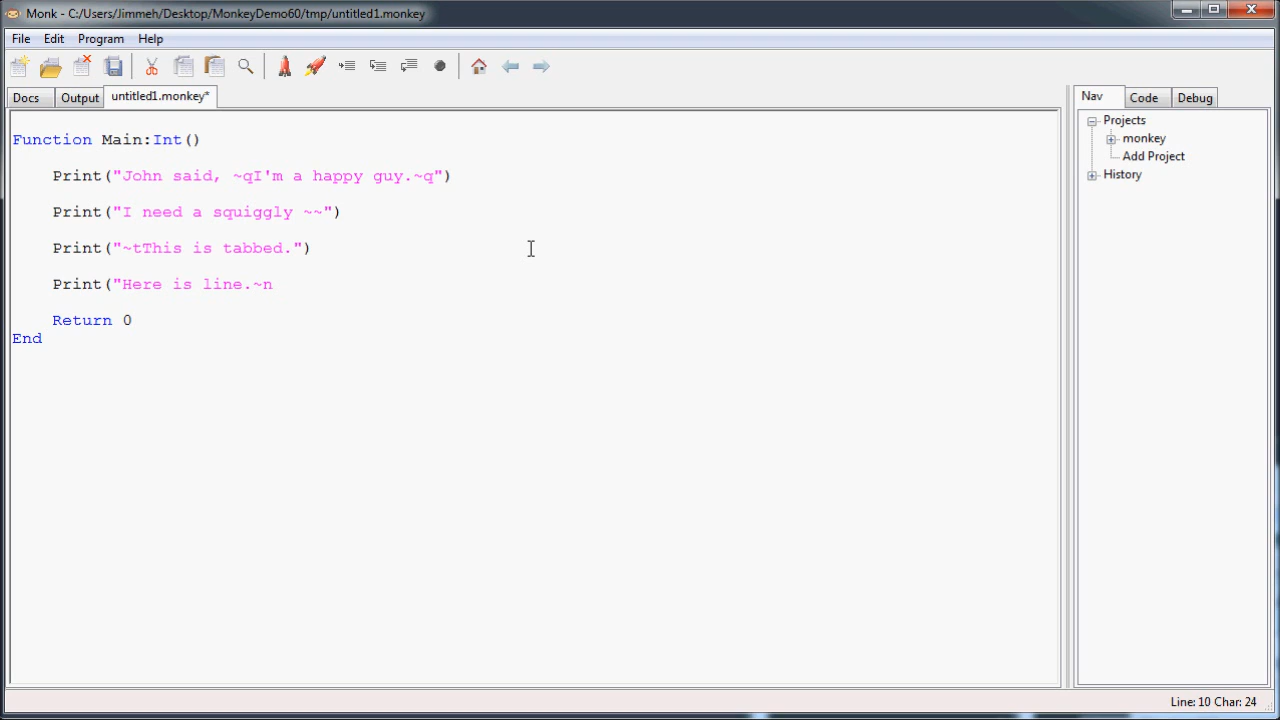 Monk - C:/Users/Jimmeh/Desktop/MonkeyDemo60/tmp/untitled1.monkey
File Edit Program Help
Docs Output untitled1.monkey* Nav Code Debug
Function Main:Int()
Print("John said, ~qI'm a happy guy.~q")
Print("I need a squiggly ~~")
Print("~tThis is tabbed.")
Print("Here is line.~n
Return 0
End
Projects
monkey
Add Project
History
Line: 10 Char: 24